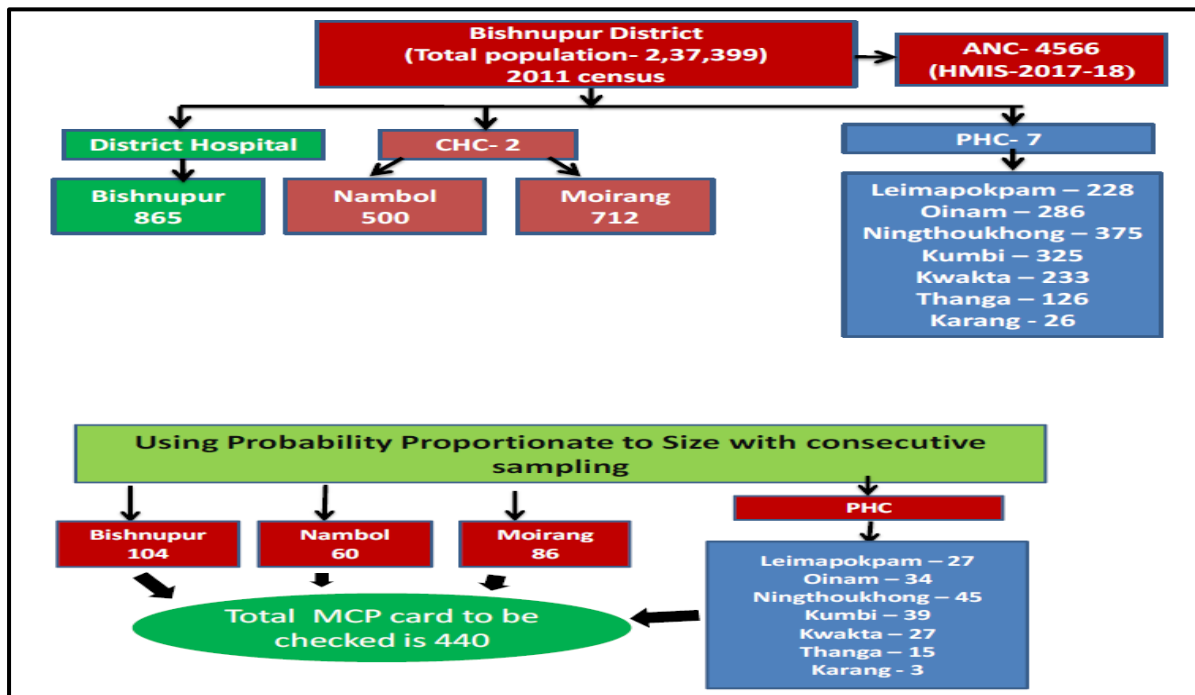 Bishnupur District
(Total population- 2,37,399)
2011 census
ANC- 4566
(HMIS-2017-18)
District Hospital
CHC- 2
PHC- 7
Bishnupur
865
Nambol
500
Moirang
712
Leimapokpam – 228
Oinam – 286
Ningthoukhong – 375
Kumbi – 325
Kwakta – 233
Thanga – 126
Karang - 26
Using Probability Proportionate to Size with consecutive
sampling
Bishnupur
104
Nambol
60
Moirang
86
PHC
Leimapokpam – 27
Oinam – 34
Ningthoukhong – 45
Kumbi – 39
Kwakta – 27
Thanga – 15
Karang - 3
Total MCP card to be
checked is 440